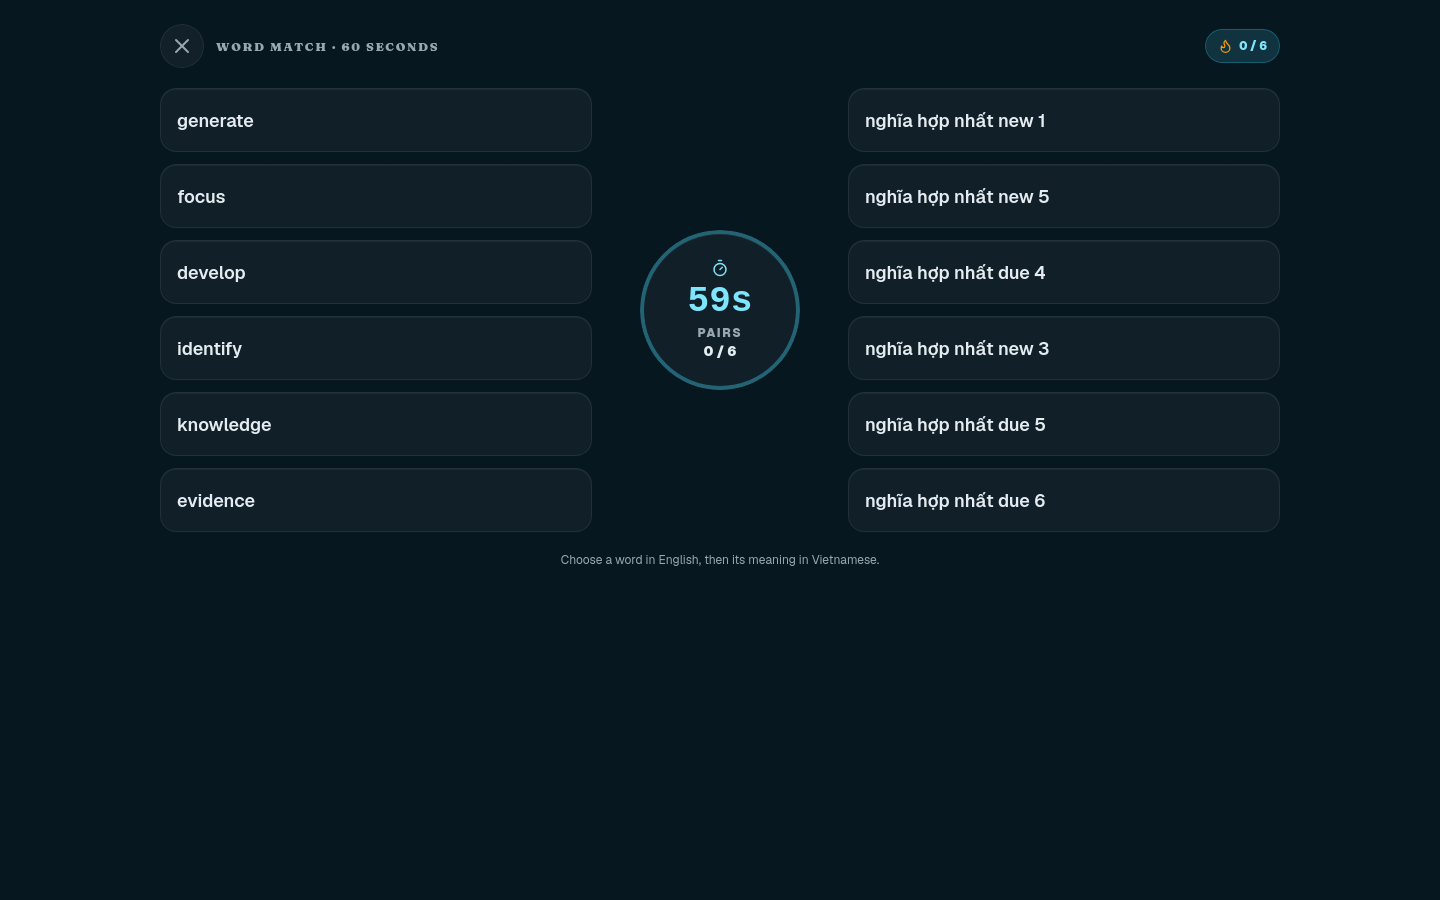 WORD MATCH · 60 SECONDS
0 / 6
generate
focus
develop
identify
knowledge
evidence
59s
PAIRS
0 / 6
nghĩa hợp nhất new 1
nghĩa hợp nhất new 5
nghĩa hợp nhất due 4
nghĩa hợp nhất new 3
nghĩa hợp nhất due 5
nghĩa hợp nhất due 6
Choose a word in English, then its meaning in Vietnamese.